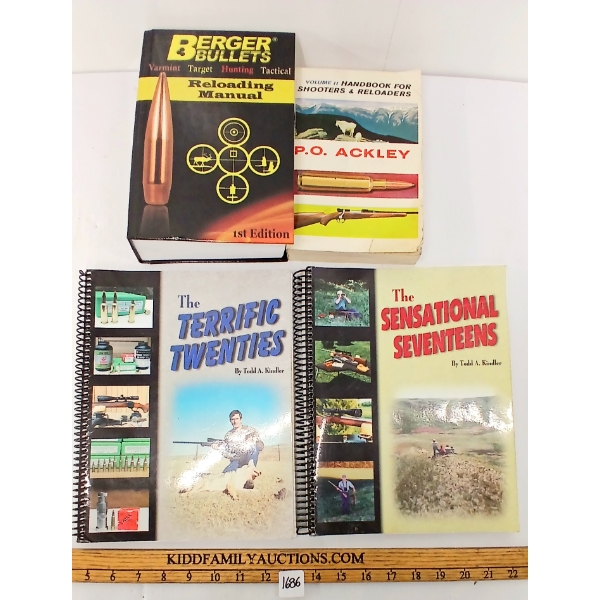 BERGER®
BULLETS
Varmint Target Hunting Tactical
Reloading
Manual
1st Edition
VOLUME II HANDBOOK FOR
SHOOTERS & RELOADERS
P.O. ACKLEY
The
TERRIFIC
TWENTIES
By Todd A. Kindler
The
SENSATIONAL
SEVENTEENS
By Todd A. Kindler
KIDDFAMILYAUCTIONS.COM
5 6 7 8 9 10 11 12 14 15 16 17 18 19 20 21 22
1686